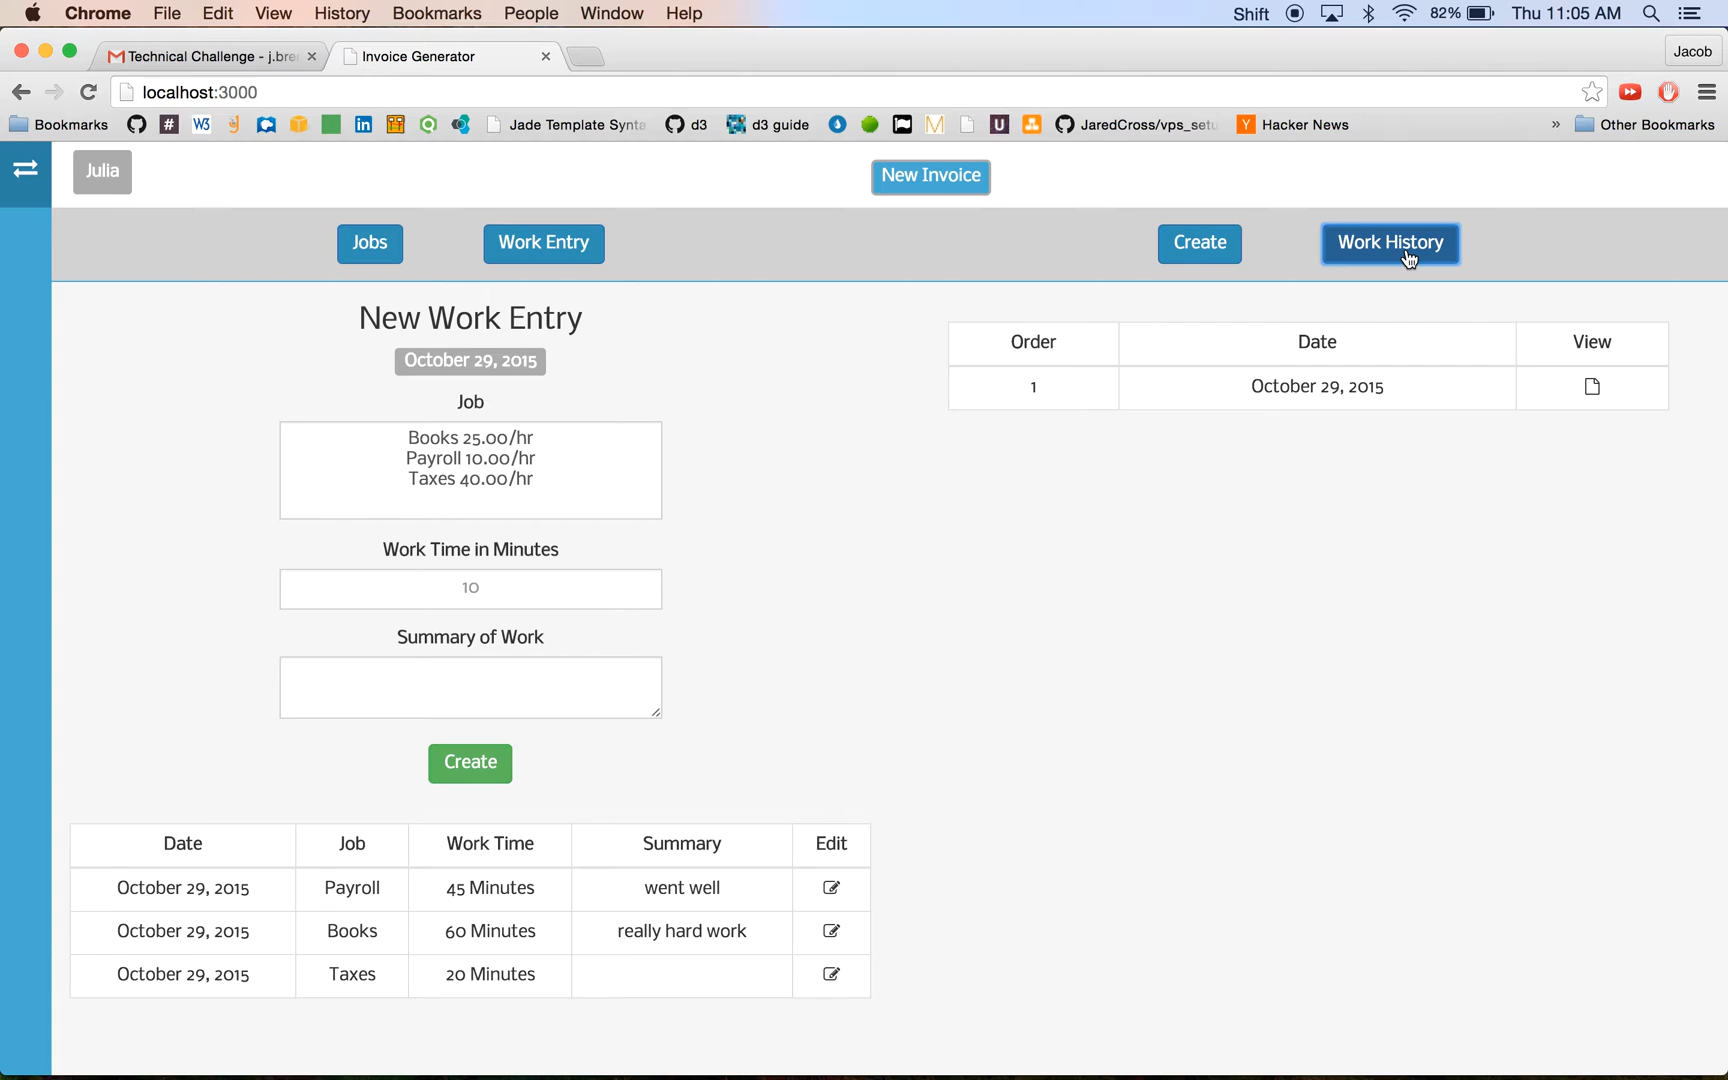 Chrome File Edit View History Bookmarks People Window Help Shift 82% Thu 11:05 AM
Technical Challenge - j.bre Invoice Generator Jacob
localhost:3000
Bookmarks # W3 Jade Template Synta d3 d3 guide M U JaredCross/vps_setu Y Hacker News » Other Bookmarks
Julia New Invoice
Jobs Work Entry Create Work History
New Work Entry
October 29, 2015
Job
Books 25.00/hr
Payroll 10.00/hr
Taxes 40.00/hr
Work Time in Minutes
10
Summary of Work
Create
Date Job Work Time Summary Edit
October 29, 2015 Payroll 45 Minutes went well
October 29, 2015 Books 60 Minutes really hard work
October 29, 2015 Taxes 20 Minutes
Order Date View
1 October 29, 2015